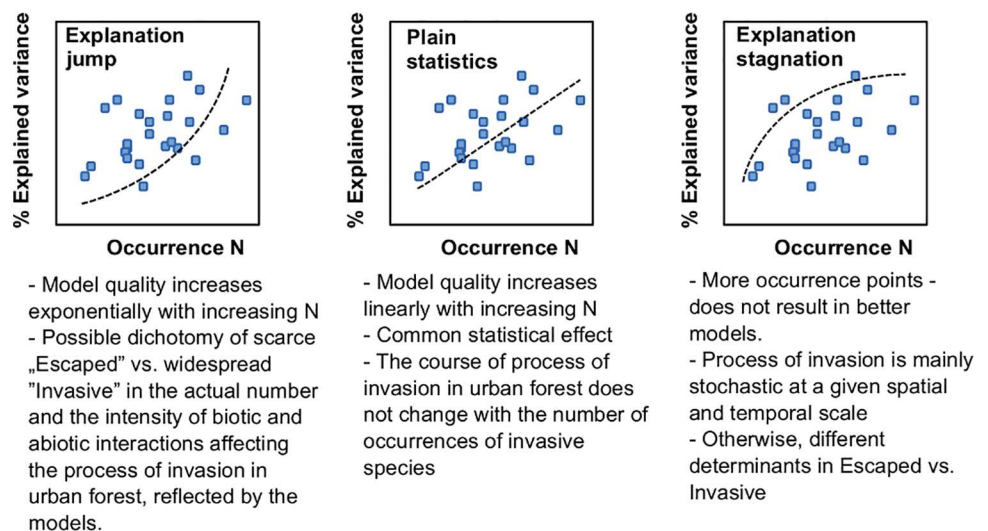 Explanation
jump
% Explained variance
Occurrence N
- Model quality increases
exponentially with increasing N
- Possible dichotomy of scarce
„Escaped” vs. widespread
”Invasive” in the actual number
and the intensity of biotic and
abiotic interactions affecting
the process of invasion in
urban forest, reflected by the
models.
Plain
statistics
% Explained variance
Occurrence N
- Model quality increases
linearly with increasing N
- Common statistical effect
- The course of process of
invasion in urban forest does
not change with the number of
occurrences of invasive
species
Explanation
stagnation
% Explained variance
Occurrence N
- More occurrence points -
does not result in better
models.
- Process of invasion is mainly
stochastic at a given spatial
and temporal scale
- Otherwise, different
determinants in Escaped vs.
Invasive